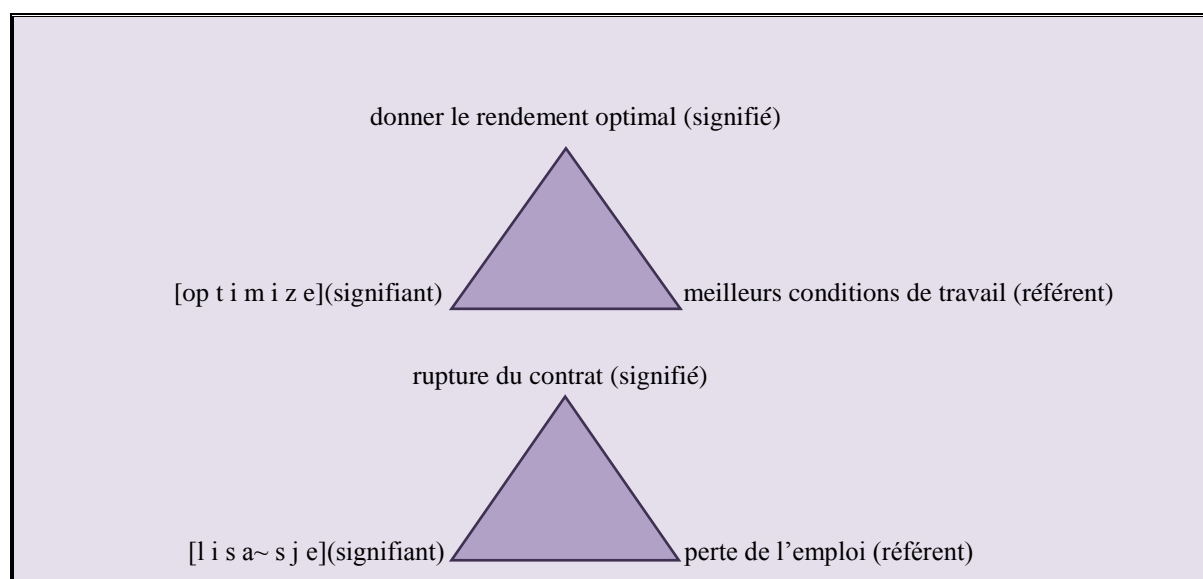 donner le rendement optimal (signifié)
[op t i m i z e](signifiant) meilleurs conditions de travail (référent)
rupture du contrat (signifié)
[l i s a~ s j e](signifiant) perte de l’emploi (référent)